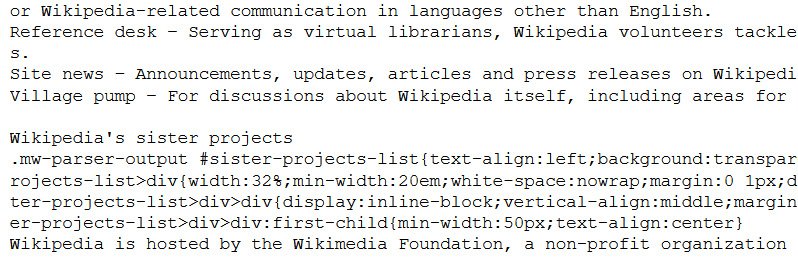 or Wikipedia-related communication in languages other than English.
Reference desk – Serving as virtual librarians, Wikipedia volunteers tackle
s.
Site news – Announcements, updates, articles and press releases on Wikipedi
Village pump – For discussions about Wikipedia itself, including areas for
Wikipedia's sister projects
.mw-parser-output #sister-projects-list{text-align:left;background:transpar
rojects-list>div{width:32%;min-width:20em;white-space:nowrap;margin:0 1px;d
ter-projects-list>div>div{display:inline-block;vertical-align:middle;margin
er-projects-list>div>div:first-child{min-width:50px;text-align:center}
Wikipedia is hosted by the Wikimedia Foundation, a non-profit organization